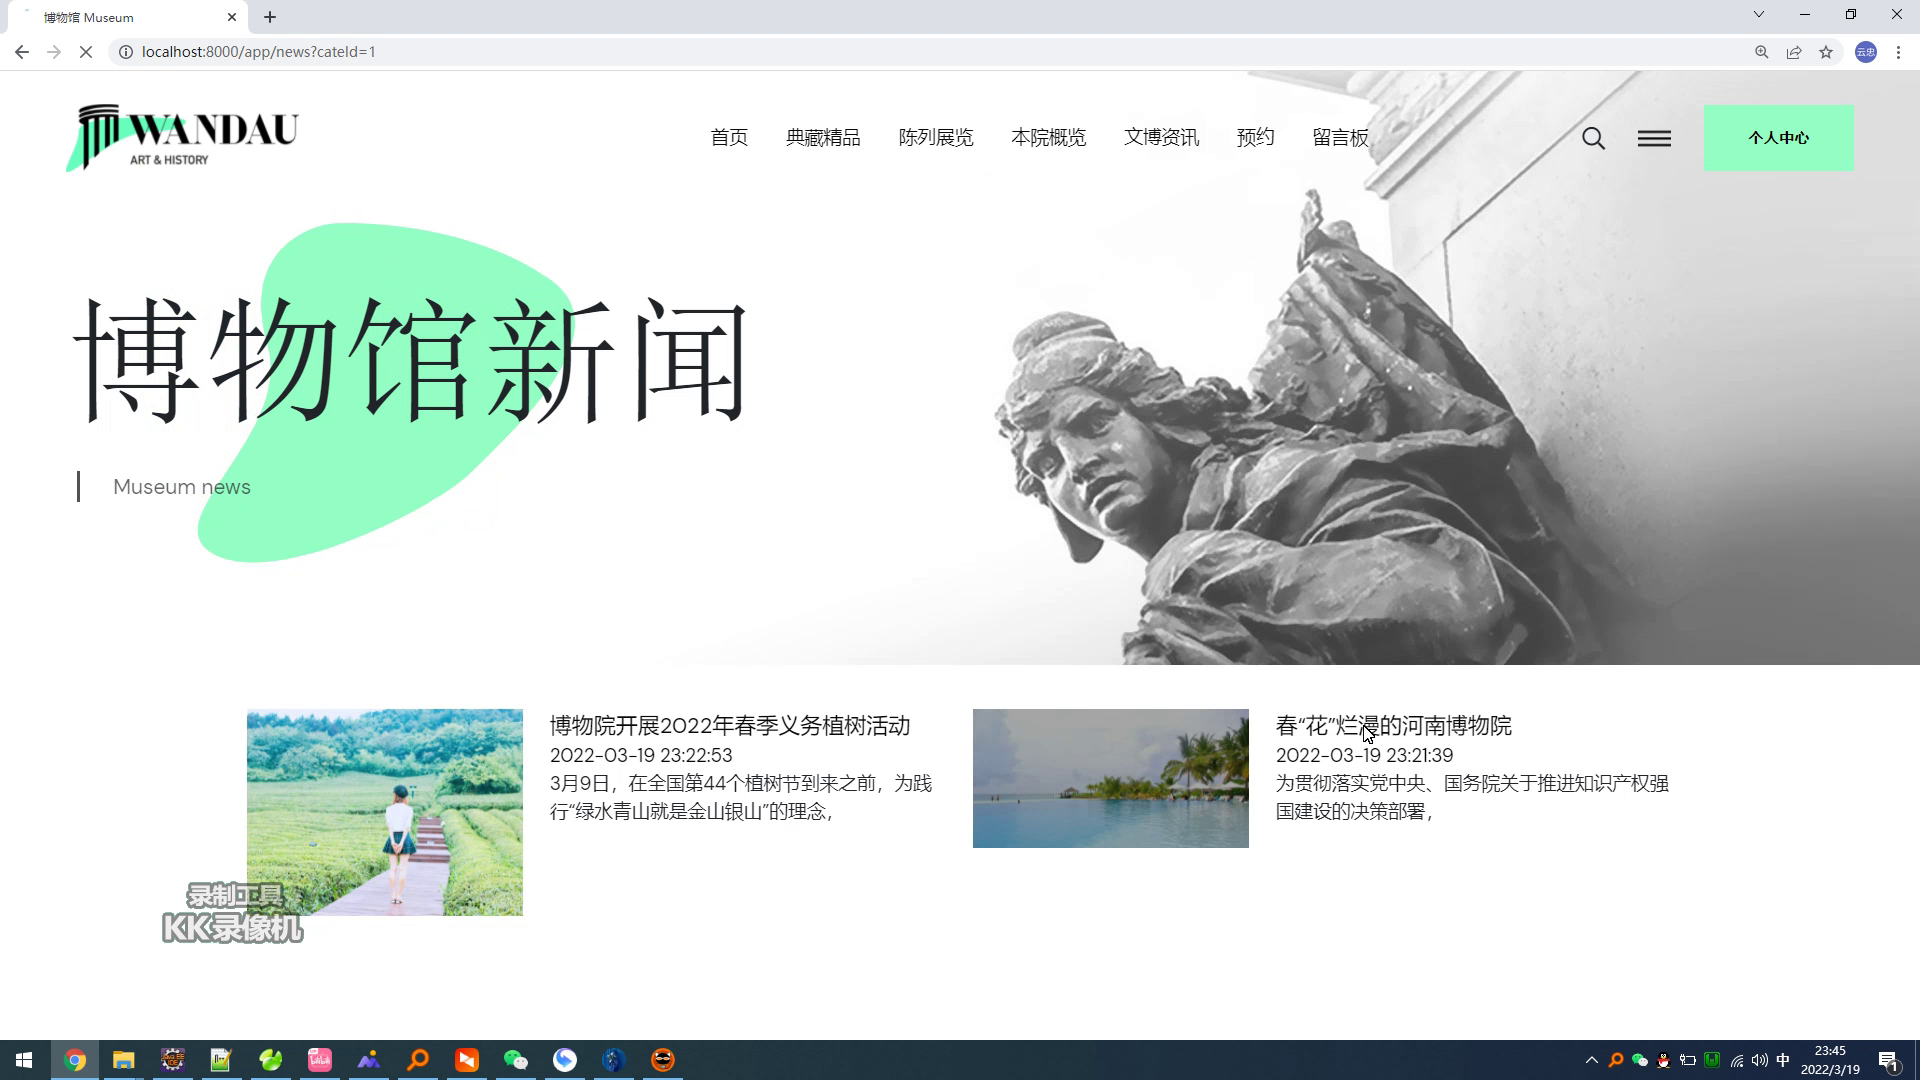 博物馆 Museum
localhost:8000/app/news?cateId=1
云忠
WANDAU
ART & HISTORY
首页 典藏精品 陈列展览 本院概览 文博资讯 预约 留言板
个人中心
博物馆新闻
Museum news
博物院开展2022年春季义务植树活动
2022-03-19 23:22:53
3月9日，在全国第44个植树节到来之前，为践
行“绿水青山就是金山银山”的理念，
春“花”烂漫的河南博物院
2022-03-19 23:21:39
为贯彻落实党中央、国务院关于推进知识产权强
国建设的决策部署，
录制工具
KK录像机
中
23:45
2022/3/19
1